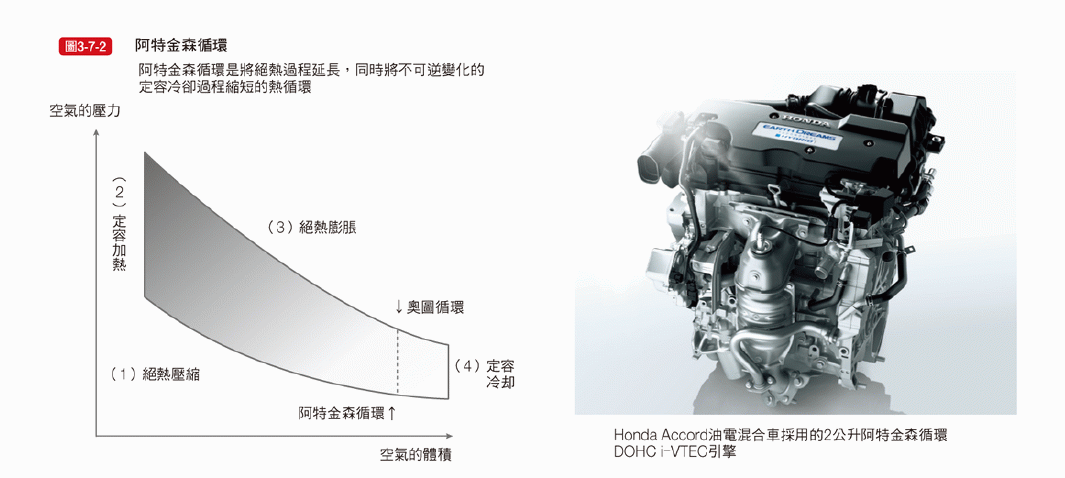 圖3-7-2
阿特金森循環
阿特金森循環是將絕熱過程延長，同時將不可逆變化的
定容冷卻過程縮短的熱循環
空氣的壓力
（2）定容加熱
（3）絕熱膨脹
↓奧圖循環
（4）定容
冷却
（1）絕熱壓縮
阿特金森循環↑
空氣的體積
HONDA
EARTH DREAMS
Honda Accord油電混合車採用的2公升阿特金森循環
DOHC i-VTEC引擎